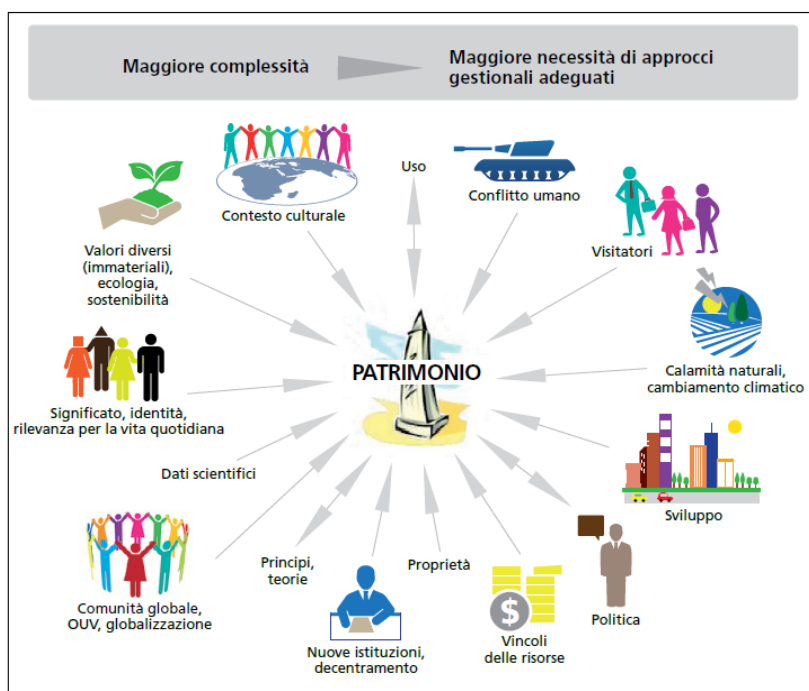 Maggiore complessità
Maggiore necessità di approcci
gestionali adeguati
Contesto culturale
Uso
Conflitto umano
Visitatori
Valori diversi
(immateriali),
ecologia,
sostenibilità
PATRIMONIO
Calamità naturali,
cambiamento climatico
Significato, identità,
rilevanza per la vita quotidiana
Dati scientifici
Sviluppo
Comunità globale,
OUV, globalizzazione
Principi,
teorie
Nuove istituzioni,
decentramento
Proprietà
$
Vincoli
delle risorse
Politica